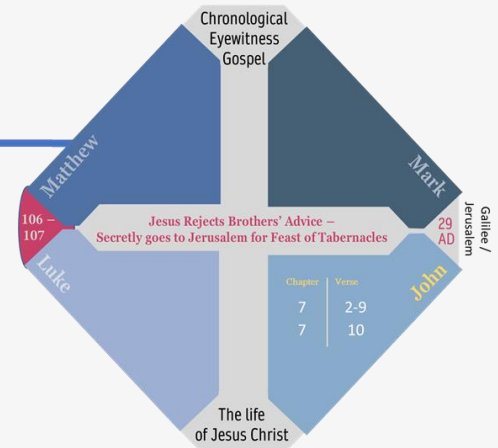 Chronological
Eyewitness
Gospel
Matthew
Mark
106 –
107
Jesus Rejects Brothers’ Advice –
Secretly goes to Jerusalem for Feast of Tabernacles
29
AD
Galilee /
Jerusalem
Luke
John
Chapter Verse
7 2-9
7 10
The life
of Jesus Christ